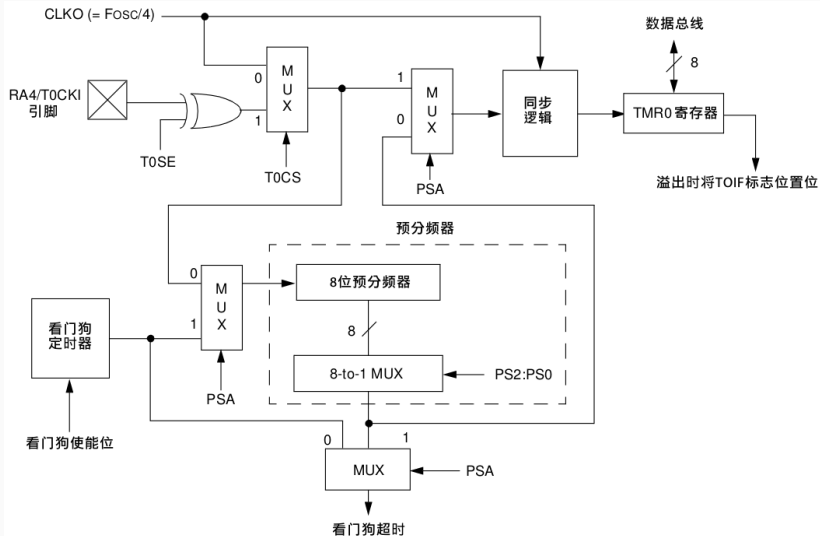 CLKO (= FOSC/4)
数据总线
8
RA4/T0CKI
引脚
0
1
M
U
X
T0SE
T0CS
1
0
M
U
X
PSA
同步
逻辑
TMR0 寄存器
溢出时将TOIF标志位置位
预分频器
0
1
M
U
X
PSA
8位预分频器
8
8-to-1 MUX
PS2:PS0
看门狗
定时器
看门狗使能位
0
1
MUX
PSA
看门狗超时